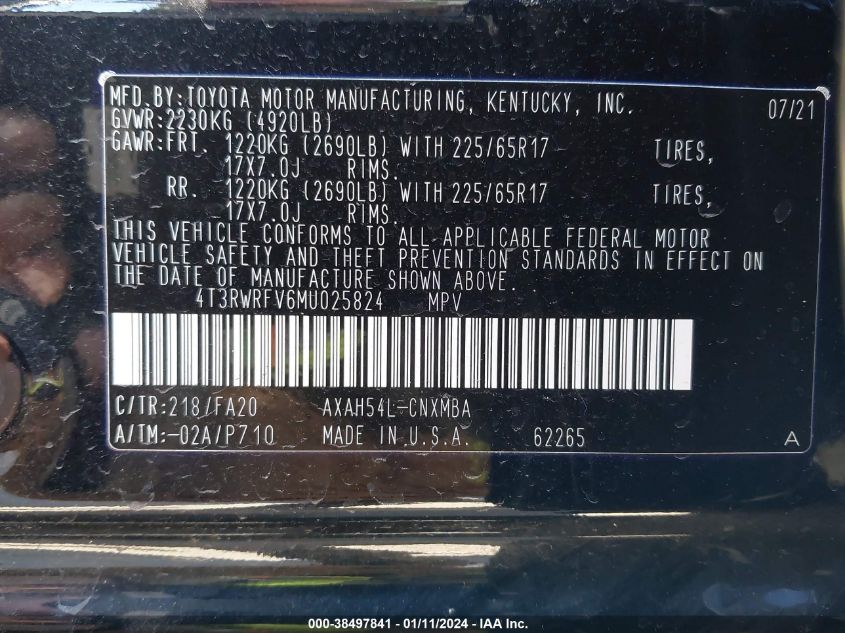 MFD.BY:TOYOTA MOTOR MANUFACTURING, KENTUCKY, INC. 07/21
GVWR:2230KG (4920LB)
GAWR:FRT. 1220KG (2690LB) WITH 225/65R17 TIRES,
17X7.0J RIMS.
RR. 1220KG (2690LB) WITH 225/65R17 TIRES,
17X7.0J RIMS.
THIS VEHICLE CONFORMS TO ALL APPLICABLE FEDERAL MOTOR
VEHICLE SAFETY AND THEFT PREVENTION STANDARDS IN EFFECT ON
THE DATE OF MANUFACTURE SHOWN ABOVE.
4T3RWRFV6MU025824 MPV
C/TR:218/FA20 AXAH54L-CNXMBA
A/TM:-02A/P710 MADE IN U.S.A. 62265 A
000-38497841 - 01/11/2024 - IAA Inc.